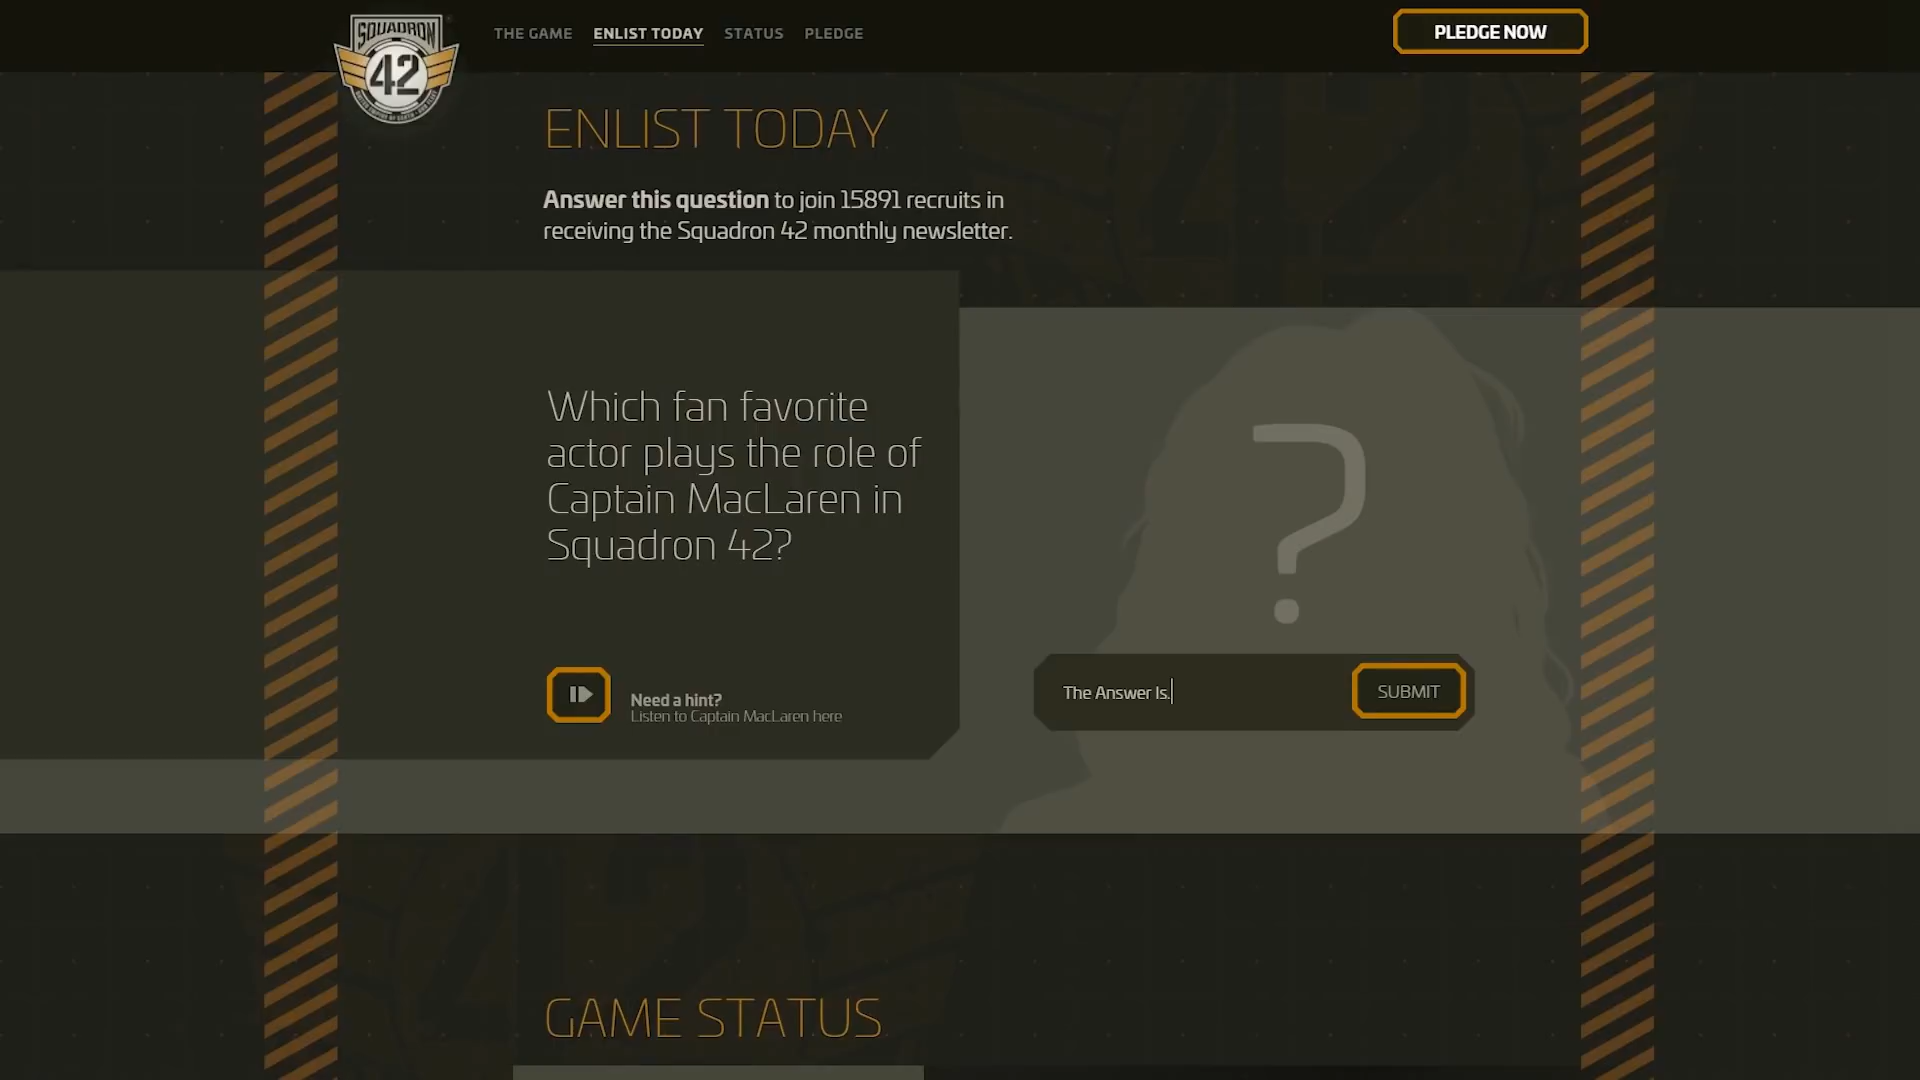 SQUADRON
42
THE GAME
ENLIST TODAY
STATUS
PLEDGE
PLEDGE NOW
ENLIST TODAY
Answer this question to join 15891 recruits in
receiving the Squadron 42 monthly newsletter.
Which fan favorite
actor plays the role of
Captain MacLaren in
Squadron 42?
?
Need a hint?
Listen to Captain MacLaren here
The Answer Is.
SUBMIT
GAME STATUS